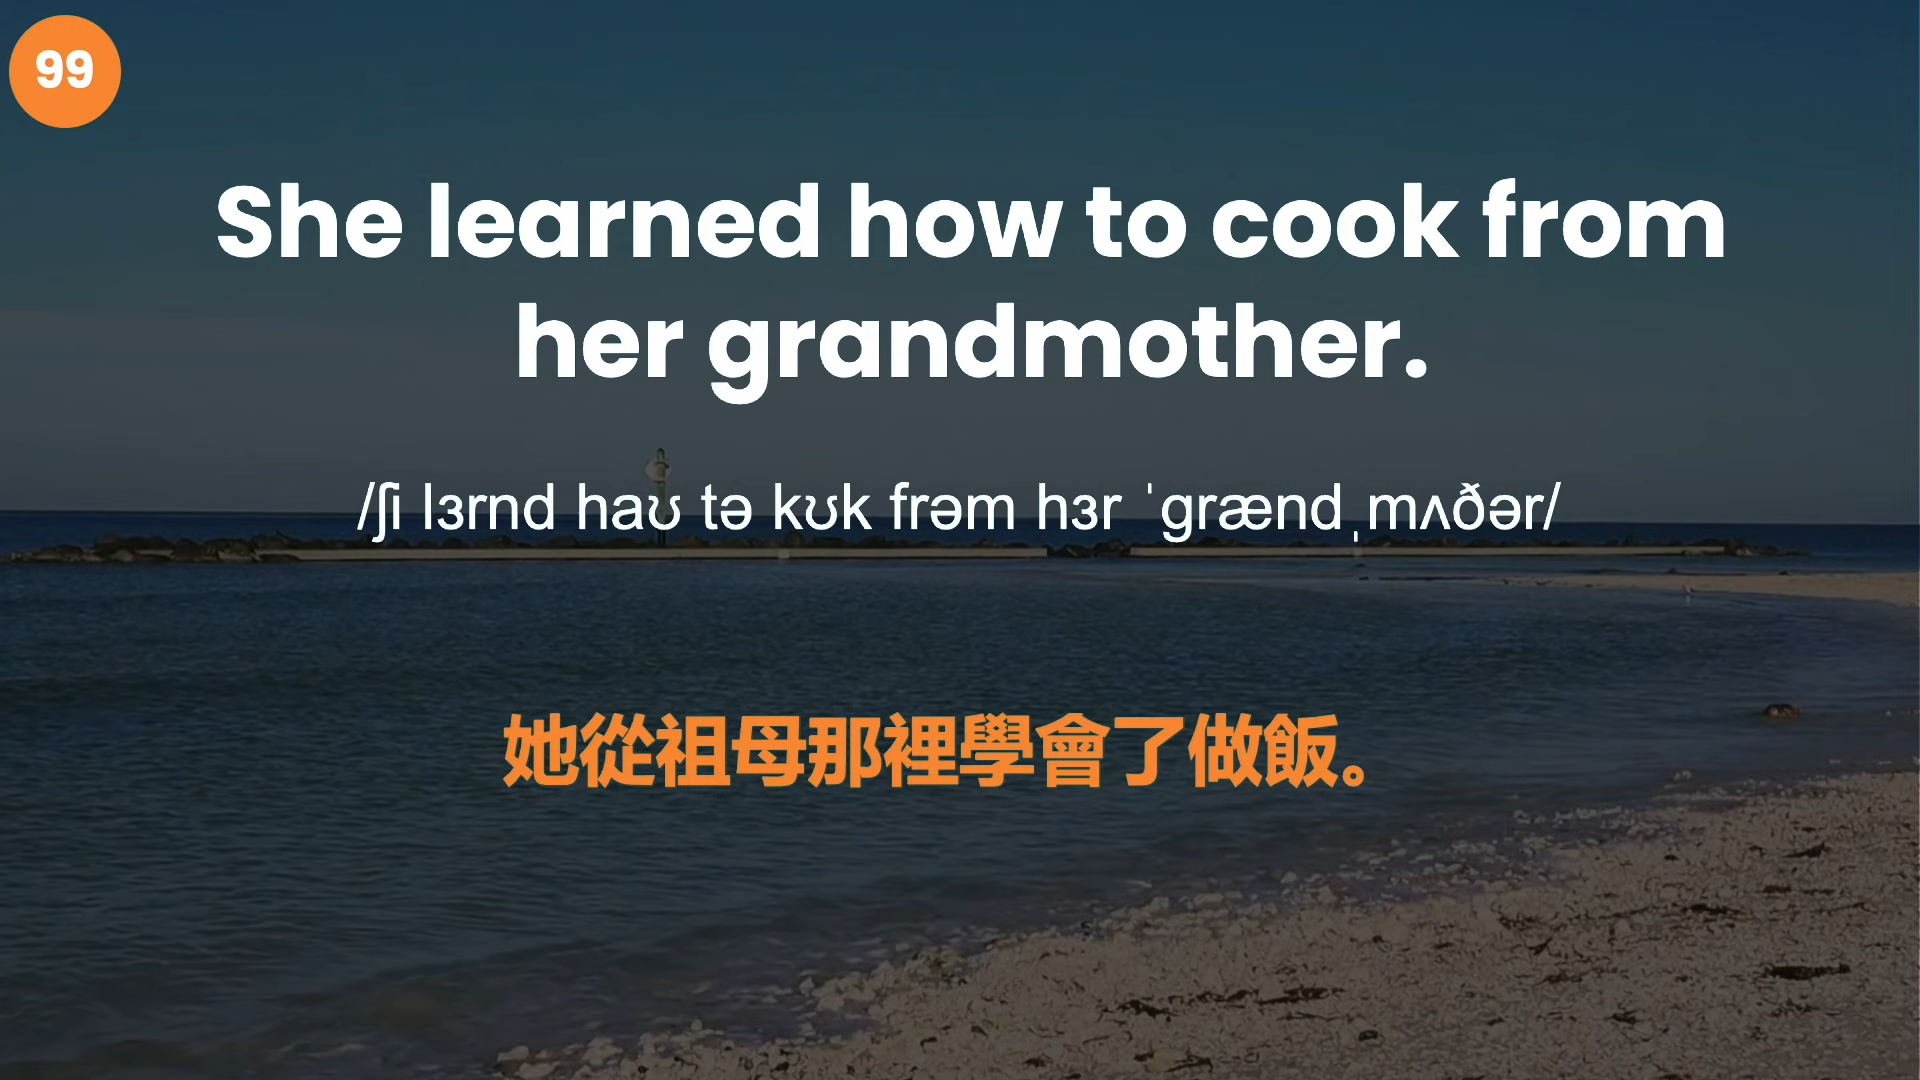 99
She learned how to cook from
her grandmother.
/ʃi lɜrnd haʊ tə kʊk frəm hɜr ˈgrændˌmʌðər/
她從祖母那裡學會了做飯。